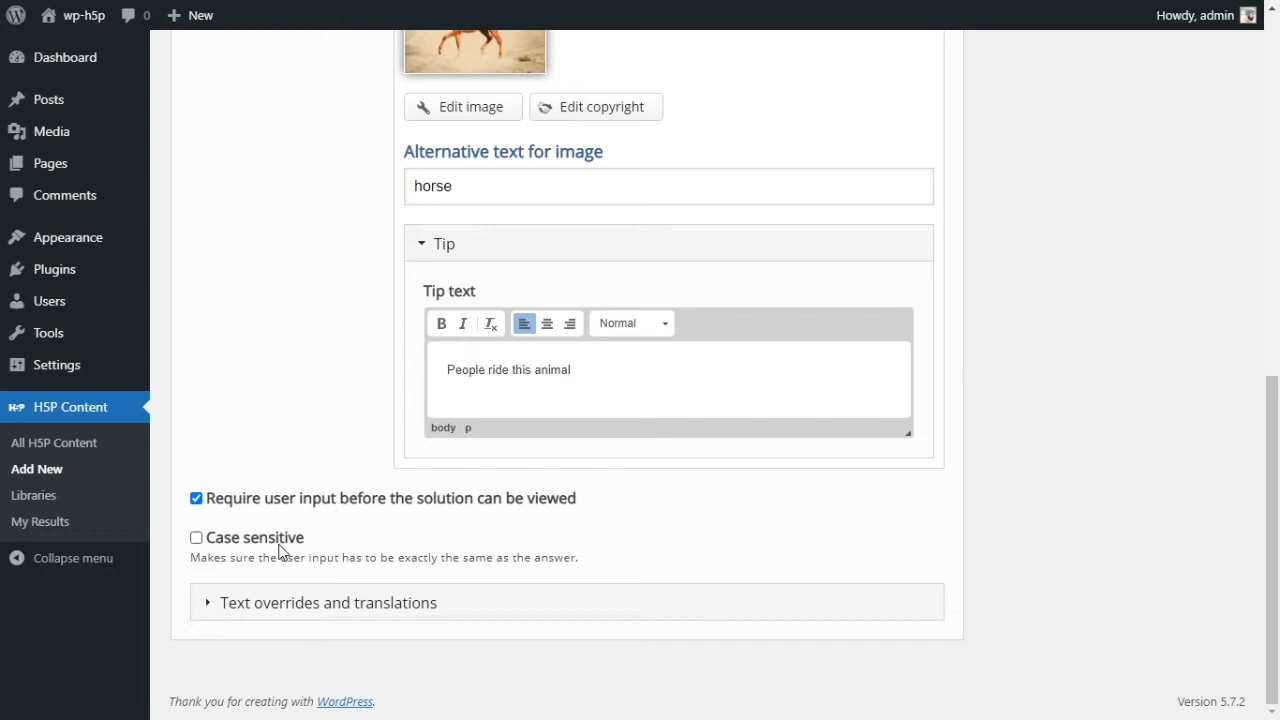 wp-h5p
0
New
Howdy, admin
Dashboard
Posts
Media
Pages
Comments
Appearance
Plugins
Users
Tools
Settings
H5P Content
All H5P Content
Add New
Libraries
My Results
Collapse menu
Edit image
Edit copyright
Alternative text for image
horse
Tip
Tip text
B I Tx
Normal
People ride this animal
body p
Require user input before the solution can be viewed
Case sensitive
Makes sure the user input has to be exactly the same as the answer.
Text overrides and translations
Thank you for creating with WordPress.
Version 5.7.2